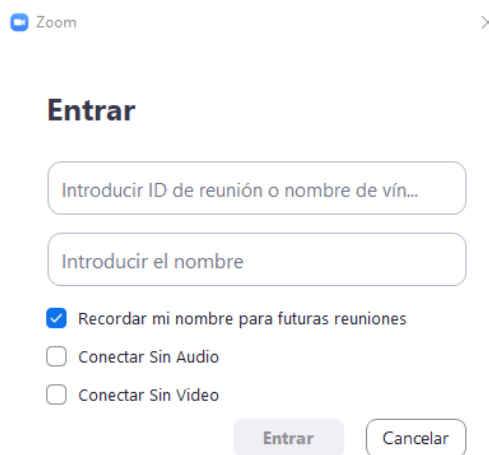 Zoom
Entrar
Introducir ID de reunión o nombre de vín...
Introducir el nombre
Recordar mi nombre para futuras reuniones
Conectar Sin Audio
Conectar Sin Video
Entrar Cancelar